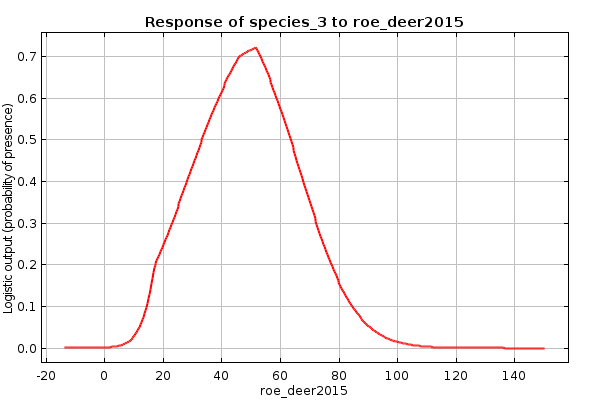 Response of species_3 to roe_deer2015
Logistic output (probability of presence)
0.7
0.6
0.5
0.4
0.3
0.2
0.1
0.0
-20 0 20 40 60 80 100 120 140
roe_deer2015